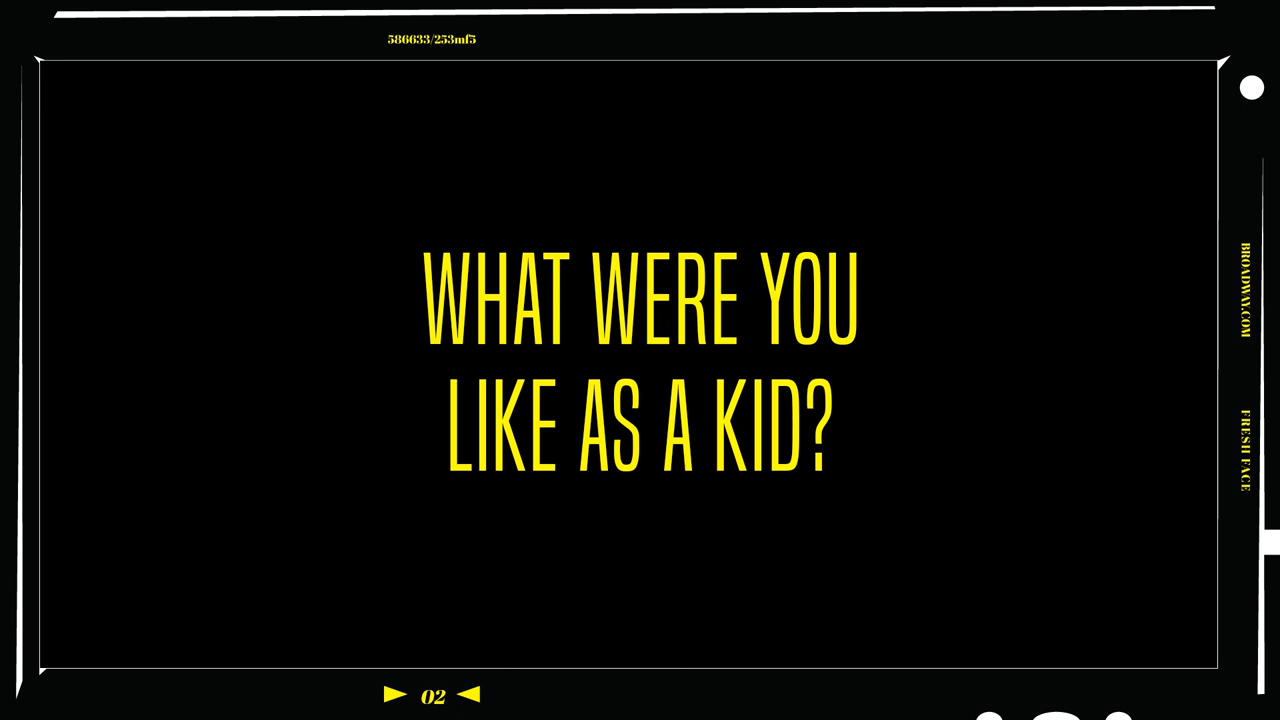 586633/253mf5
WHAT WERE YOU
LIKE AS A KID?
BROADWAY.COM
FRESH FACE
02